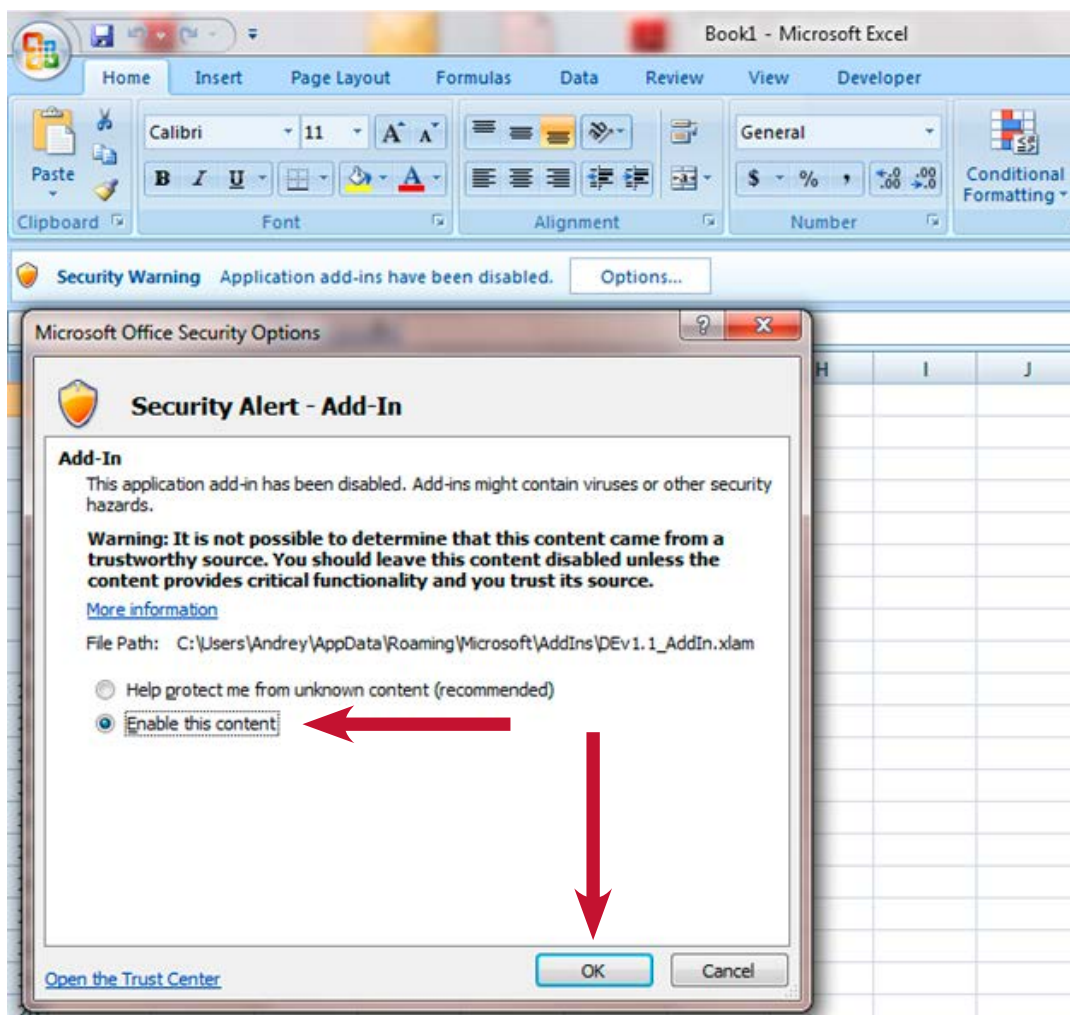 Book1 - Microsoft Excel
Home Insert Page Layout Formulas Data Review View Developer
Calibri 11 A A General
Paste B I U A $ % , .0 .00 .00 .0 Conditional
Formatting
Clipboard Font Alignment Number
Security Warning Application add-ins have been disabled. Options...
Microsoft Office Security Options ?
H I J
Security Alert - Add-In
Add-In
This application add-in has been disabled. Add-ins might contain viruses or other security
hazards.
Warning: It is not possible to determine that this content came from a
trustworthy source. You should leave this content disabled unless the
content provides critical functionality and you trust its source.
More information
File Path: C:\Users\Andrey\AppData\Roaming\Microsoft\AddIns\DEv1.1_AddIn.xlam
Help protect me from unknown content (recommended)
Enable this content
Open the Trust Center OK Cancel